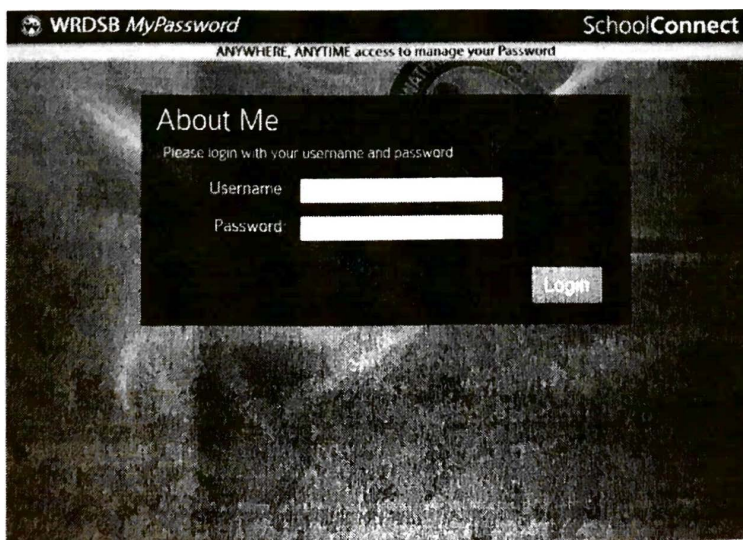 WRDSB MyPassword
SchoolConnect
ANYWHERE, ANYTIME access to manage your Password
About Me
Please login with your username and password
Username
Password:
Login